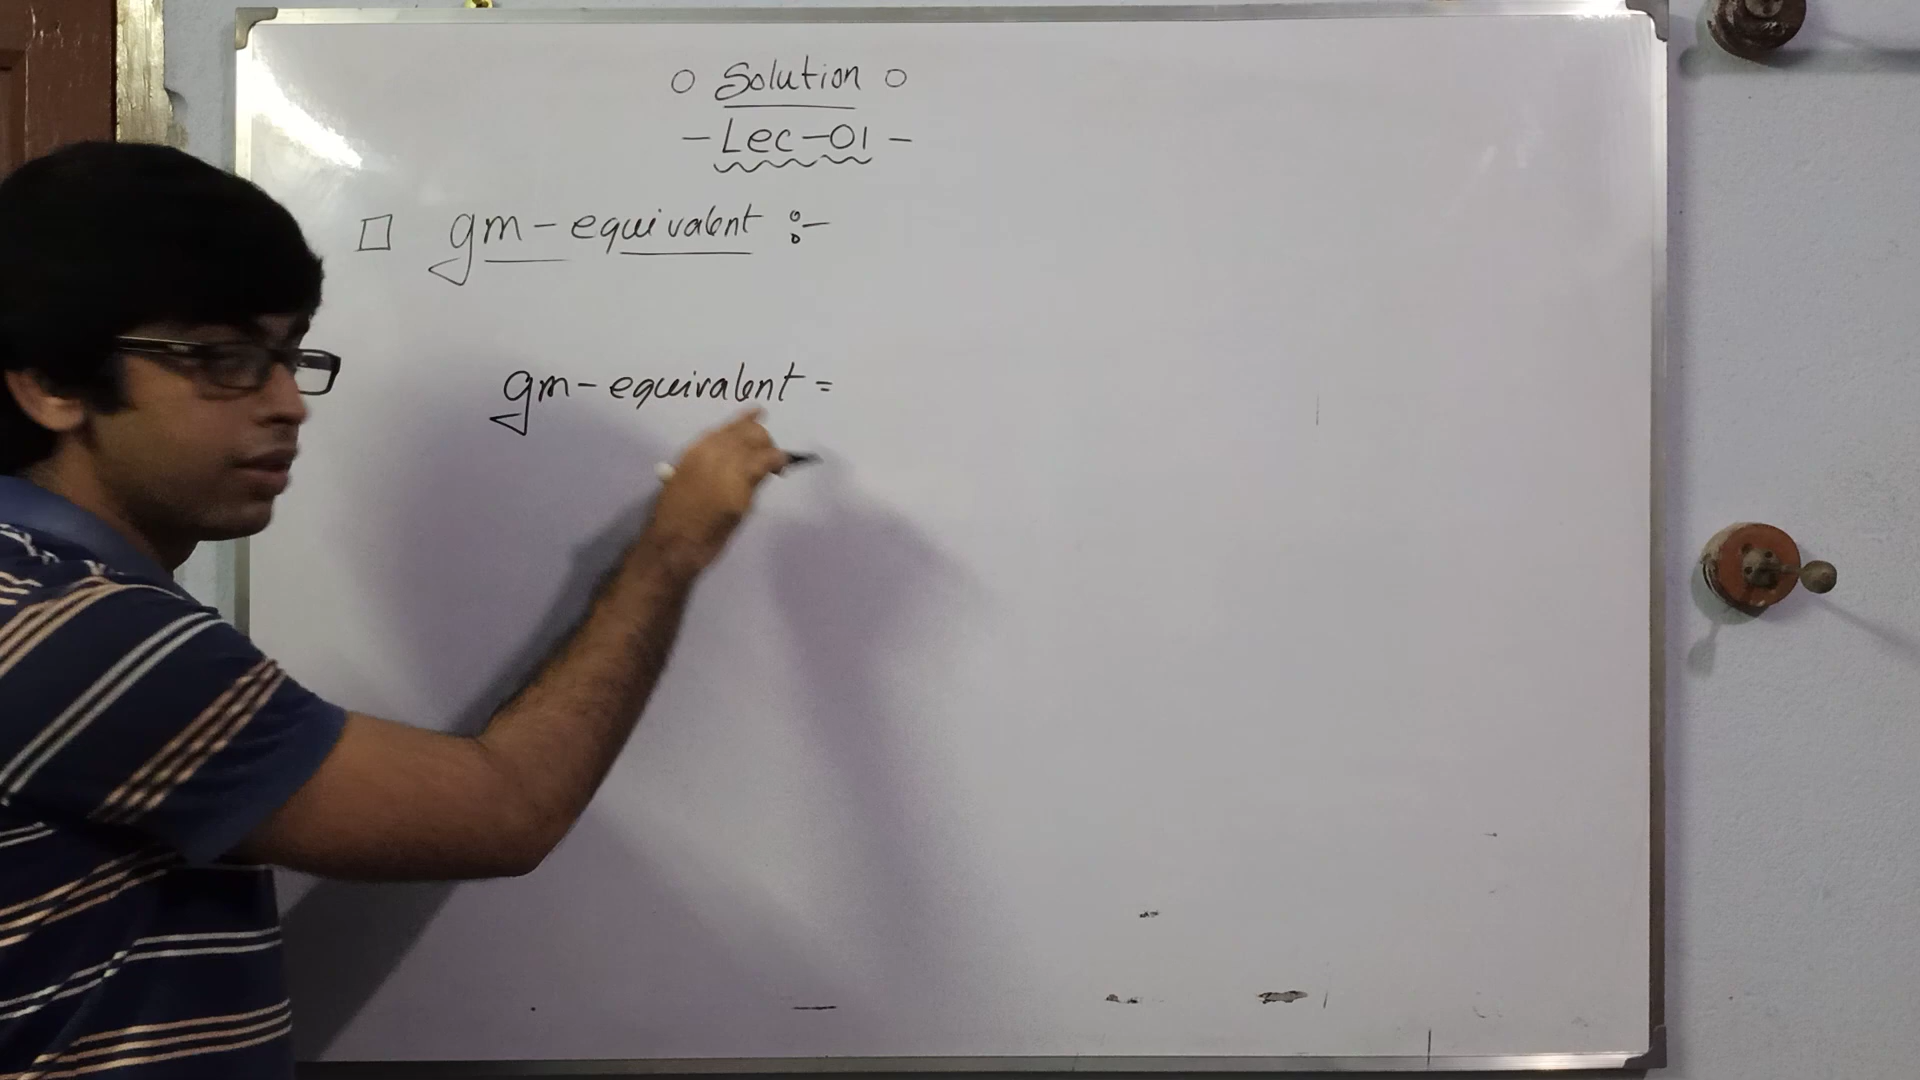 Solution
- Lec-01 -
gm-equivalent :-
gm-equivalent =